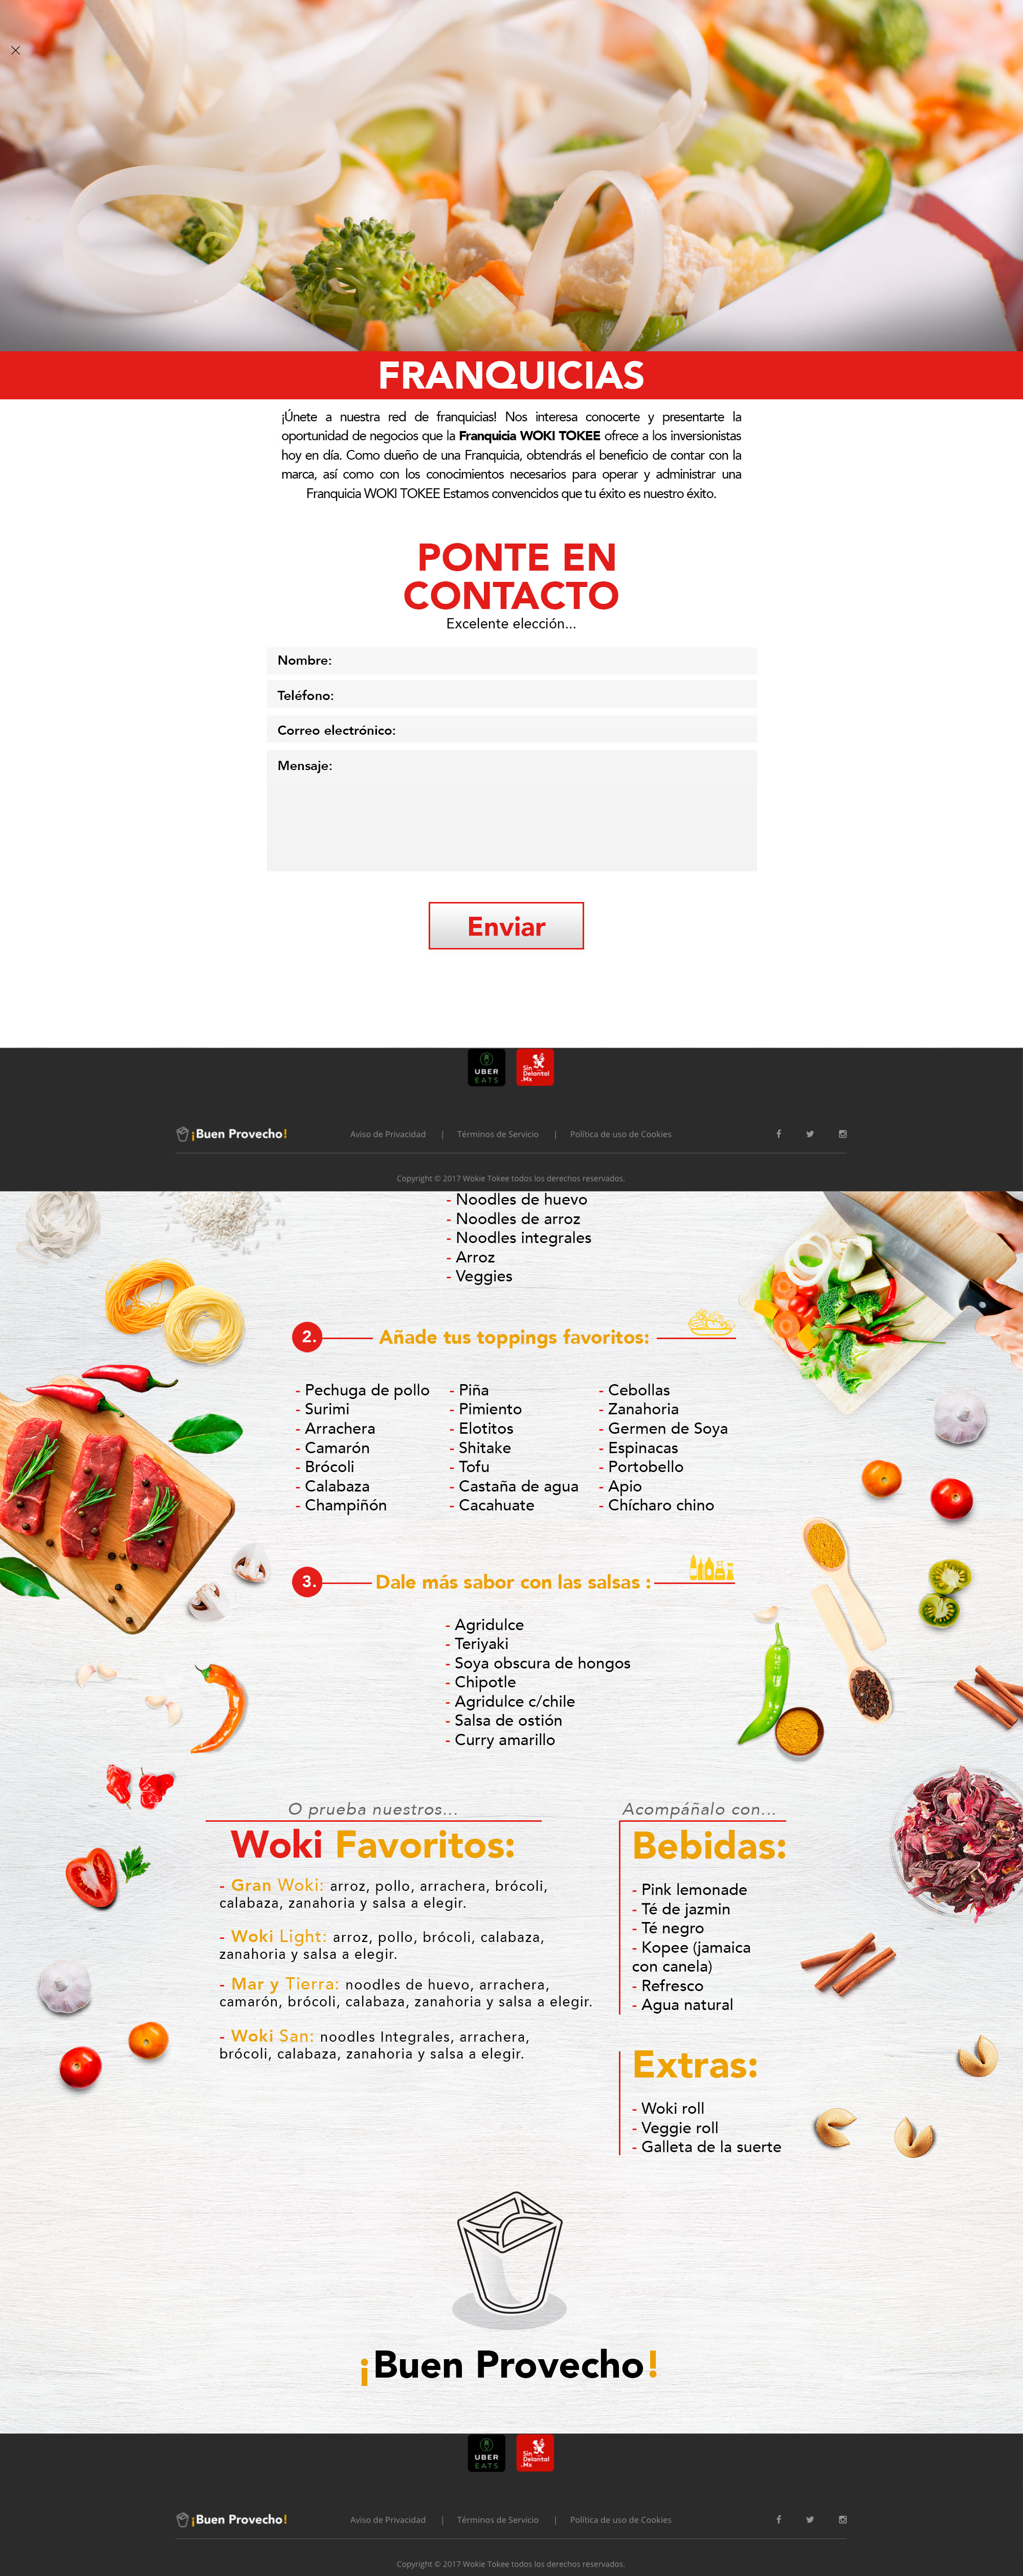 FRANQUICIAS
¡Únete a nuestra red de franquicias! Nos interesa conocerte y presentarte la
oportunidad de negocios que la Franquicia WOKI TOKEE ofrece a los inversionistas
hoy en día. Como dueño de una Franquicia, obtendrás el beneficio de contar con la
marca, así como con los conocimientos necesarios para operar y administrar una
Franquicia WOKI TOKEE Estamos convencidos que tu éxito es nuestro éxito.
PONTE EN
CONTACTO
Excelente elección...
Nombre:
Teléfono:
Correo electrónico:
Mensaje:
Enviar
UBER
EATS
Sin
Delantal
.Mx
¡Buen Provecho!
Aviso de Privacidad | Términos de Servicio | Política de uso de Cookies
Copyright © 2017 Wokie Tokee todos los derechos reservados.
- Noodles de huevo
- Noodles de arroz
- Noodles integrales
- Arroz
- Veggies
2. Añade tus toppings favoritos:
- Pechuga de pollo
- Surimi
- Arrachera
- Camarón
- Brócoli
- Calabaza
- Champiñón
- Piña
- Pimiento
- Elotitos
- Shitake
- Tofu
- Castaña de agua
- Cacahuate
- Cebollas
- Zanahoria
- Germen de Soya
- Espinacas
- Portobello
- Apio
- Chícharo chino
3. Dale más sabor con las salsas :
- Agridulce
- Teriyaki
- Soya obscura de hongos
- Chipotle
- Agridulce c/chile
- Salsa de ostión
- Curry amarillo
O prueba nuestros...
Woki Favoritos:
- Gran Woki: arroz, pollo, arrachera, brócoli,
calabaza, zanahoria y salsa a elegir.
- Woki Light: arroz, pollo, brócoli, calabaza,
zanahoria y salsa a elegir.
- Mar y Tierra: noodles de huevo, arrachera,
camarón, brócoli, calabaza, zanahoria y salsa a elegir.
- Woki San: noodles Integrales, arrachera,
brócoli, calabaza, zanahoria y salsa a elegir.
Acompáñalo con...
Bebidas:
- Pink lemonade
- Té de jazmin
- Té negro
- Kopee (jamaica
con canela)
- Refresco
- Agua natural
Extras:
- Woki roll
- Veggie roll
- Galleta de la suerte
¡Buen Provecho!
UBER
EATS
Sin
Delantal
.Mx
¡Buen Provecho!
Aviso de Privacidad | Términos de Servicio | Política de uso de Cookies
Copyright © 2017 Wokie Tokee todos los derechos reservados.